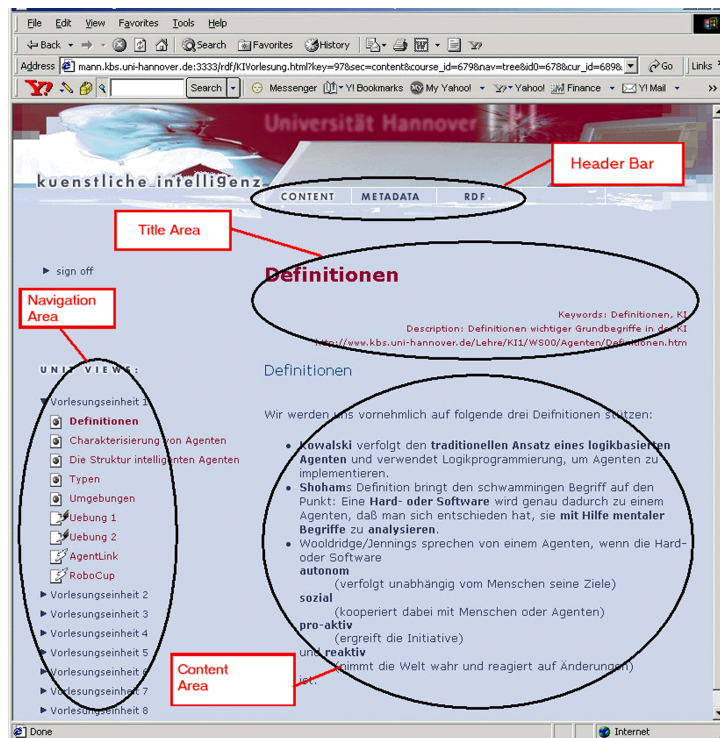 File Edit View Favorites Tools Help
Back Search Favorites History
Address mann.kbs.uni-hannover.de:3333/rdf/KIVorlesung.html?key=97&sec=content&course_id=679&nav=tree&id0=678&cur_id=689& Go Links
Y! Search Messenger Y! Bookmarks My Yahoo! Yahoo! Finance Y! Mail »
Universität Hannover
Header Bar
kuenstliche intelligenz
CONTENT METADATA RDF
Title Area
sign off
Definitionen
Navigation
Area
Keywords: Definitionen, KI
Description: Definitionen wichtiger Grundbegriffe in der KI
http://www.kbs.uni-hannover.de/Lehre/KI1/WS00/Agenten/Definitionen.htm
UNIT VIEWS:
Definitionen
Vorlesungseinheit 1
Definitionen
Charakterisierung von Agenten
Die Struktur intelligenten Agenten
Typen
Umgebungen
Uebung 1
Uebung 2
AgentLink
RoboCup
Vorlesungseinheit 2
Vorlesungseinheit 3
Vorlesungseinheit 4
Vorlesungseinheit 5
Vorlesungseinheit 6
Vorlesungseinheit 7
Vorlesungseinheit 8
Wir werden uns vornehmlich auf folgende drei Deifnitionen stützen:
Kowalski verfolgt den traditionellen Ansatz eines logikbasierten
Agenten und verwendet Logikprogrammierung, um Agenten zu
implementieren.
Shohams Definition bringt den schwammingen Begriff auf den
Punkt: Eine Hard- oder Software wird genau dadurch zu einem
Agenten, daß man sich entschieden hat, sie mit Hilfe mentaler
Begriffe zu analysieren.
Wooldridge/Jennings sprechen von einem Agenten, wenn die Hard-
oder Software
autonom
(verfolgt unabhängig vom Menschen seine Ziele)
sozial
(kooperiert dabei mit Menschen oder Agenten)
pro-aktiv
(ergreift die Initiative)
und reaktiv
(nimmt die Welt wahr und reagiert auf Änderungen)
ist.
Content
Area
Done Internet